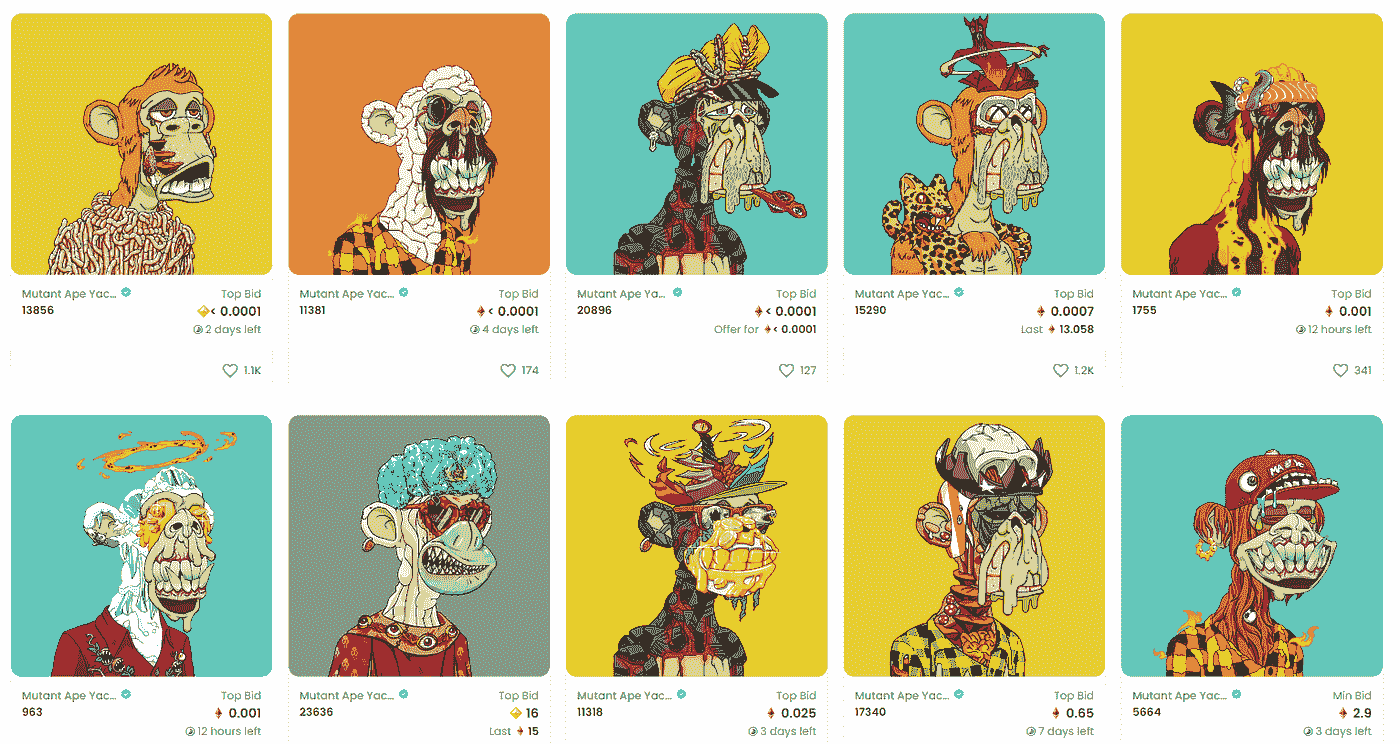 Mutant Ape Yac... Top Bid
13856 < 0.0001
2 days left
1.1K
Mutant Ape Yac... Top Bid
11381 < 0.0001
4 days left
174
Mutant Ape Ya... Top Bid
20896 < 0.0001
Offer for < 0.0001
127
Mutant Ape Yac... Top Bid
15290 0.0007
Last 13.058
1.2K
Mutant Ape Yac... Top Bid
1755 0.001
12 hours left
341
Mutant Ape Yac... Top Bid
963 0.001
12 hours left
Mutant Ape Yac... Top Bid
23636 16
Last 15
Mutant Ape Yac... Top Bid
11318 0.025
3 days left
Mutant Ape Yac... Top Bid
17340 0.65
7 days left
Mutant Ape Yac... Min Bid
5664 2.9
3 days left